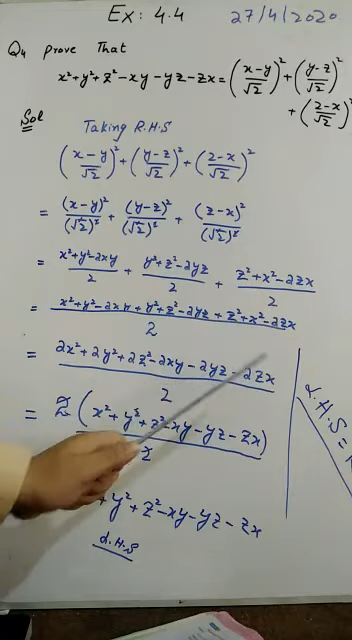 Ex: 4.4 27/4/2020
Q4 prove That
x²+y²+z²-xy-yz-zx=(x-y/√2)²+(y-z/√2)²
+(z-x/√2)²
Sol Taking R.H.S
(x-y/√2)²+(y-z/√2)²+(z-x/√2)²
= (x-y)²/(√2)² + (y-z)²/(√2)² + (z-x)²/(√2)²
= x²+y²-2xy/2 + y²+z²-2yz/2 + z²+x²-2zx/2
= x²+y²-2xy+y²+z²-2yz+z²+x²-2zx/2
= 2x²+2y²+2z²-2xy-2yz-2zx/2
= 2(x²+y²+z²-xy-yz-zx)/2
L.H.S =
+y²+z²-xy-yz-zx
L.H.S